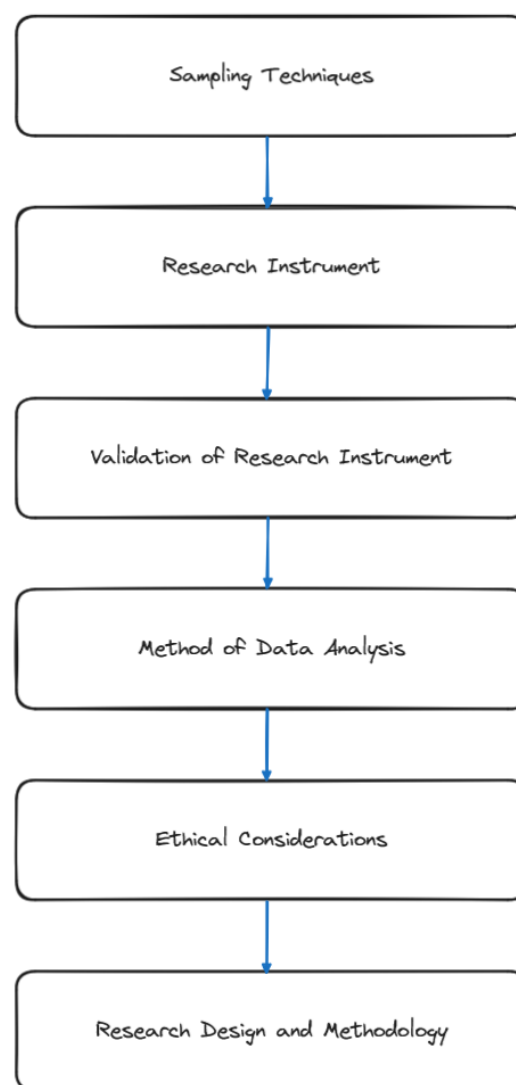 Sampling Techniques
Research Instrument
Validation of Research Instrument
Method of Data Analysis
Ethical Considerations
Research Design and Methodology